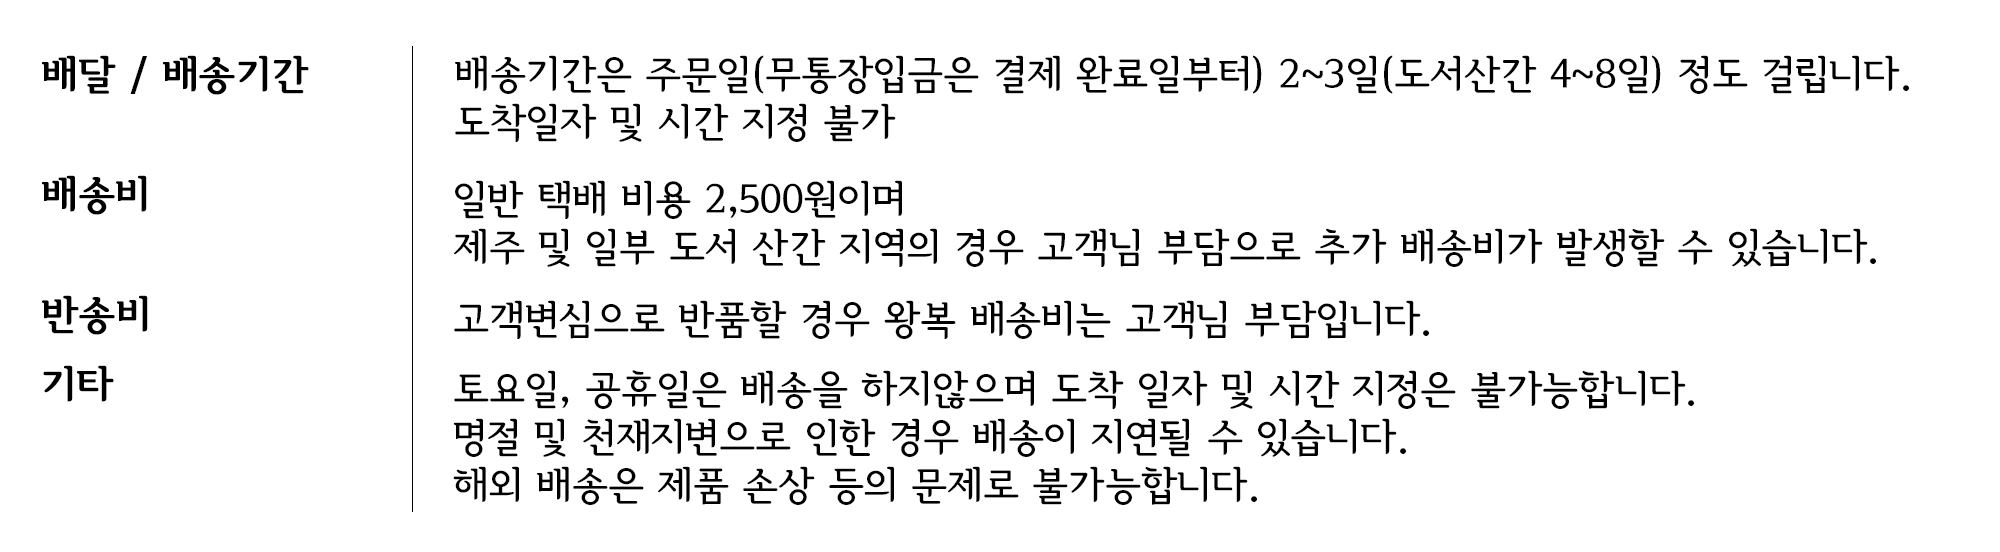 배달 / 배송기간
배송기간은 주문일(무통장입금은 결제 완료일부터) 2~3일(도서산간 4~8일) 정도 걸립니다.
도착일자 및 시간 지정 불가
배송비
일반 택배 비용 2,500원이며
제주 및 일부 도서 산간 지역의 경우 고객님 부담으로 추가 배송비가 발생할 수 있습니다.
반송비
고객변심으로 반품할 경우 왕복 배송비는 고객님 부담입니다.
기타
토요일, 공휴일은 배송을 하지않으며 도착 일자 및 시간 지정은 불가능합니다.
명절 및 천재지변으로 인한 경우 배송이 지연될 수 있습니다.
해외 배송은 제품 손상 등의 문제로 불가능합니다.